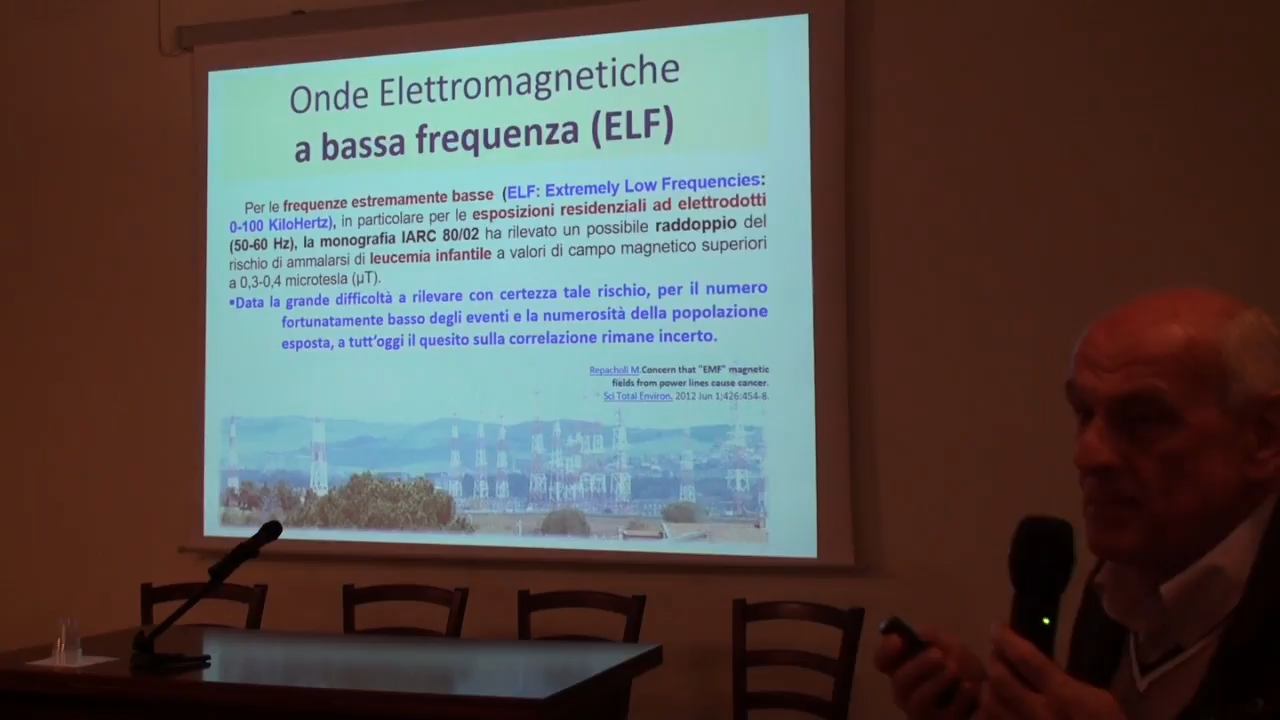 Onde Elettromagnetiche
a bassa frequenza (ELF)
Per le frequenze estremamente basse (ELF: Extremely Low Frequencies:
0-100 KiloHertz), in particolare per le esposizioni residenziali ad elettrodotti
(50-60 Hz), la monografia IARC 80/02 ha rilevato un possibile raddoppio del
rischio di ammalarsi di leucemia infantile a valori di campo magnetico superiori
a 0,3-0,4 microtesla (µT).
•Data la grande difficoltà a rilevare con certezza tale rischio, per il numero
fortunatamente basso degli eventi e la numerosità della popolazione
esposta, a tutt'oggi il quesito sulla correlazione rimane incerto.
Repacholi M.Concern that "EMF" magnetic
fields from power lines cause cancer.
Sci Total Environ. 2012 Jun 1;426:454-8.